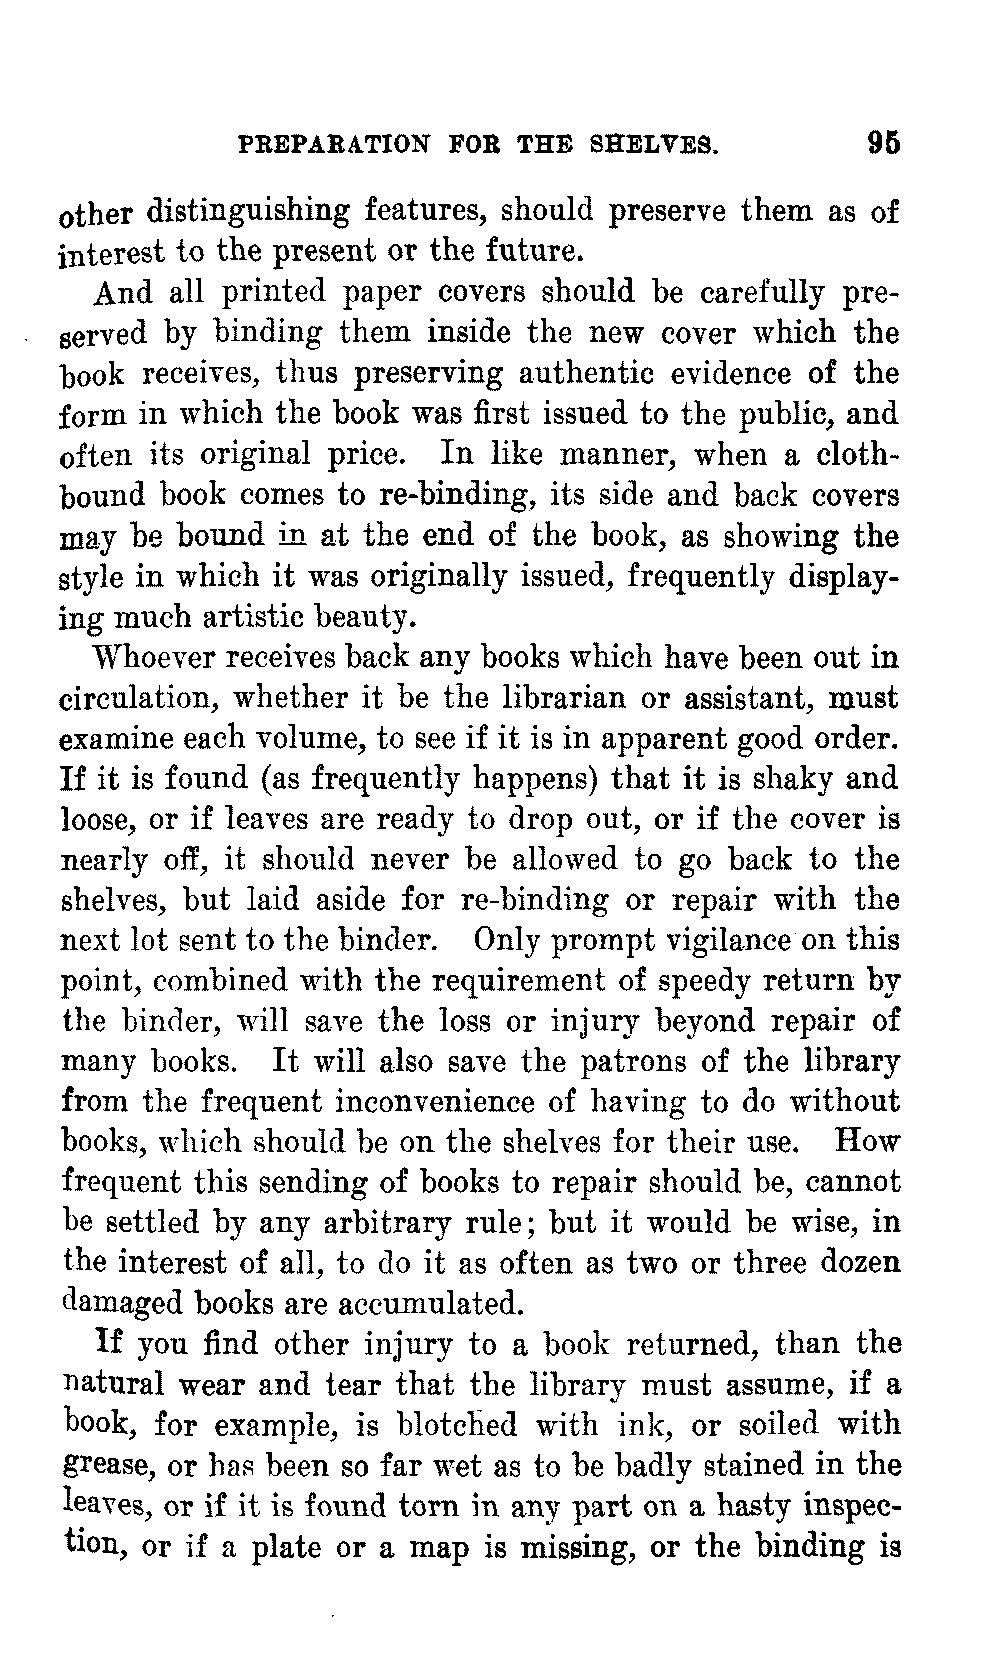 PREPARATION FOR THE SHELVES. 95
other distinguishing features, should preserve them as of
interest to the present or the future.
And all printed paper covers should be carefully pre-
served by binding them inside the new cover which the
book receives, thus preserving authentic evidence of the
form in which the book was first issued to the public, and
often its original price. In like manner, when a cloth-
bound book comes to re-binding, its side and back covers
may be bound in at the end of the book, as showing the
style in which it was originally issued, frequently display-
ing much artistic beauty.
Whoever receives back any books which have been out in
circulation, whether it be the librarian or assistant, must
examine each volume, to see if it is in apparent good order.
If it is found (as frequently happens) that it is shaky and
loose, or if leaves are ready to drop out, or if the cover is
nearly off, it should never be allowed to go back to the
shelves, but laid aside for re-binding or repair with the
next lot sent to the binder. Only prompt vigilance on this
point, combined with the requirement of speedy return by
the binder, will save the loss or injury beyond repair of
many books. It will also save the patrons of the library
from the frequent inconvenience of having to do without
books, which should be on the shelves for their use. How
frequent this sending of books to repair should be, cannot
be settled by any arbitrary rule; but it would be wise, in
the interest of all, to do it as often as two or three dozen
damaged books are accumulated.
If you find other injury to a book returned, than the
natural wear and tear that the library must assume, if a
book, for example, is blotched with ink, or soiled with
grease, or has been so far wet as to be badly stained in the
leaves, or if it is found torn in any part on a hasty inspec-
tion, or if a plate or a map is missing, or the binding is